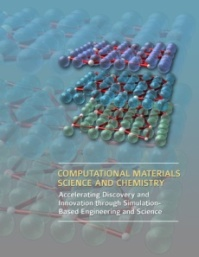 COMPUTATIONAL MATERIALS
SCIENCE AND CHEMISTRY
Accelerating Discovery and
Innovation through Simulation-
Based Engineering and Science